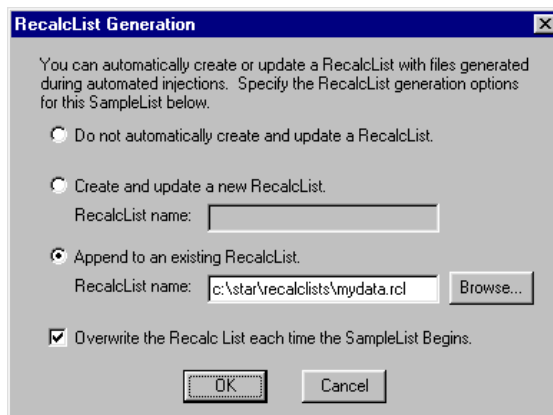 RecalcList Generation
You can automatically create or update a RecalcList with files generated
during automated injections.  Specify the RecalcList generation options
for this SampleList below.
Do not automatically create and update a RecalcList.
Create and update a new RecalcList.
RecalcList name:
Append to an existing RecalcList.
RecalcList name: c:\star\recalclists\mydata.rcl Browse...
Overwrite the Recalc List each time the SampleList Begins.
OK Cancel